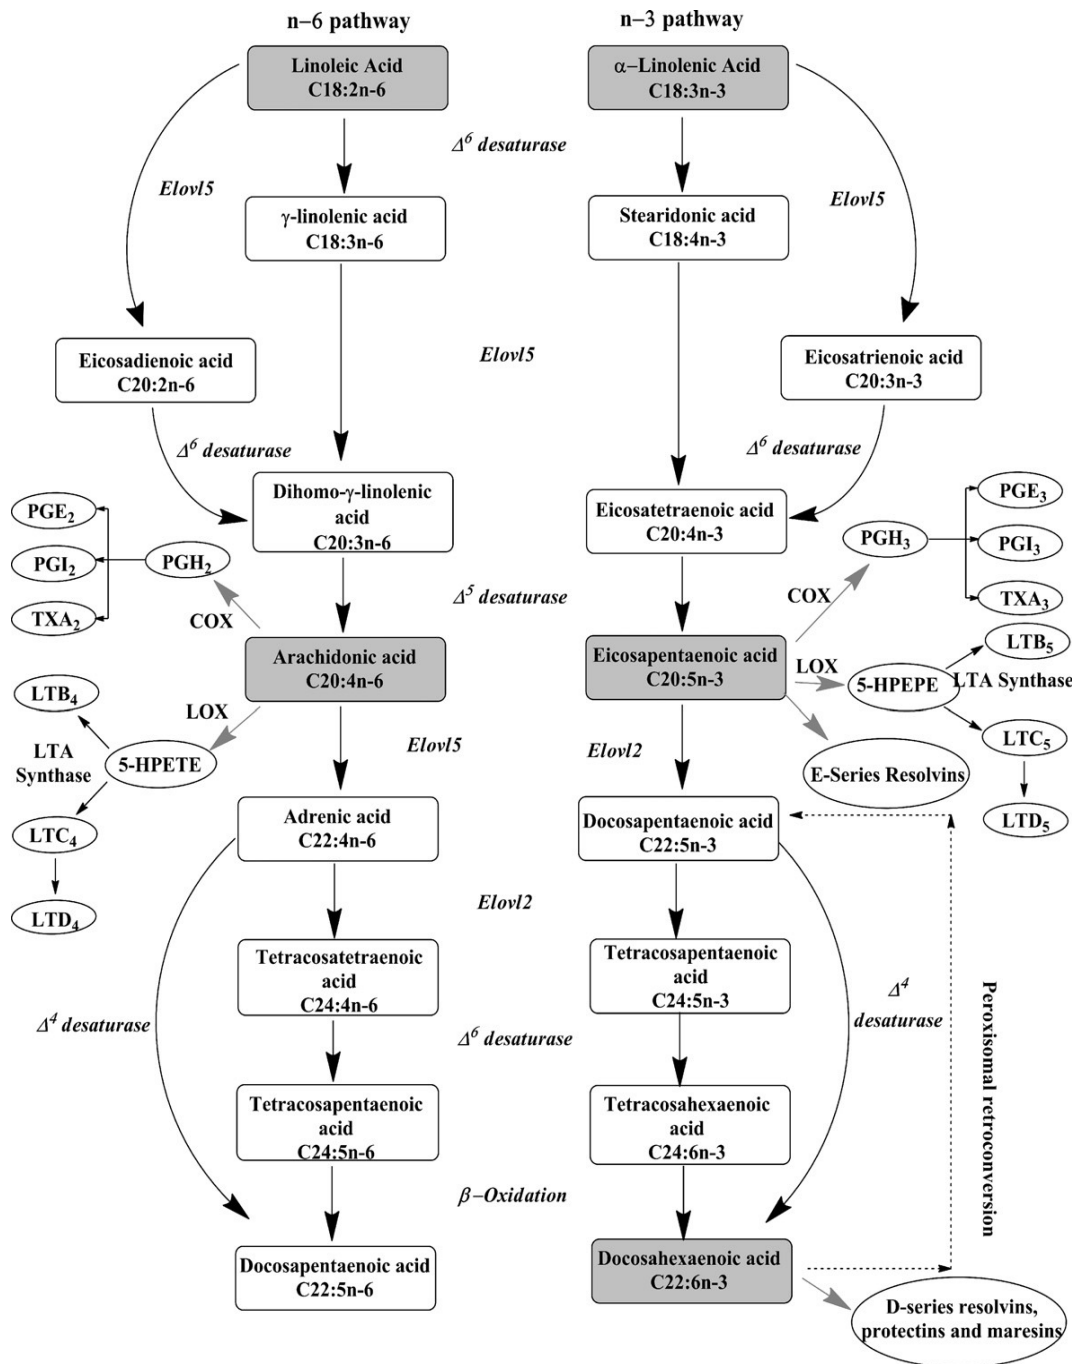 n−6 pathway
n−3 pathway
Linoleic Acid
C18:2n-6
α−Linolenic Acid
C18:3n-3
Δ⁶ desaturase
Elovl5
Elovl5
γ-linolenic acid
C18:3n-6
Stearidonic acid
C18:4n-3
Elovl5
Eicosadienoic acid
C20:2n-6
Eicosatrienoic acid
C20:3n-3
Δ⁶ desaturase
Δ⁶ desaturase
Dihomo-γ-linolenic
acid
C20:3n-6
Eicosatetraenoic acid
C20:4n-3
PGE₂
PGI₂
PGH₂
TXA₂
COX
PGE₃
PGH₃
PGI₃
TXA₃
COX
Δ⁵ desaturase
Arachidonic acid
C20:4n-6
Eicosapentaenoic acid
C20:5n-3
LOX
LTB₄
LTA
Synthase
5-HPETE
LTC₄
LTD₄
LOX
5-HPEPE
LTB₅
LTA Synthase
LTC₅
LTD₅
E-Series Resolvins
Elovl5
Elovl2
Adrenic acid
C22:4n-6
Docosapentaenoic acid
C22:5n-3
Elovl2
Tetracosatetraenoic
acid
C24:4n-6
Tetracosapentaenoic
acid
C24:5n-3
Δ⁴ desaturase
Δ⁶ desaturase
Δ⁴
desaturase
Peroxisomal retroconversion
Tetracosapentaenoic
acid
C24:5n-6
Tetracosahexaenoic
acid
C24:6n-3
β−Oxidation
Docosapentaenoic acid
C22:5n-6
Docosahexaenoic acid
C22:6n-3
D-series resolvins,
protectins and maresins